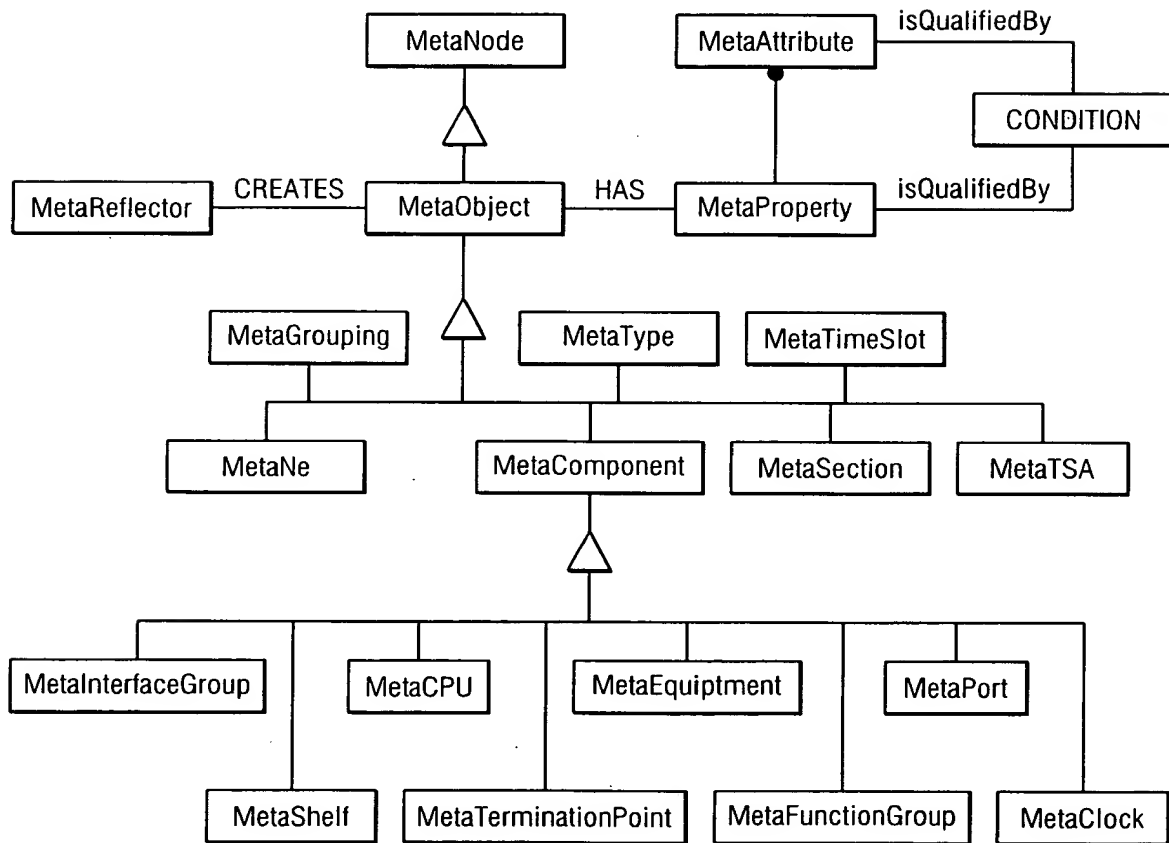 MetaNode
MetaAttribute
isQualifiedBy
CONDITION
MetaReflector
CREATES
MetaObject
HAS
MetaProperty
isQualifiedBy
MetaGrouping
MetaType
MetaTimeSlot
MetaNe
MetaComponent
MetaSection
MetaTSA
MetaInterfaceGroup
MetaCPU
MetaEquiptment
MetaPort
MetaShelf
MetaTerminationPoint
MetaFunctionGroup
MetaClock